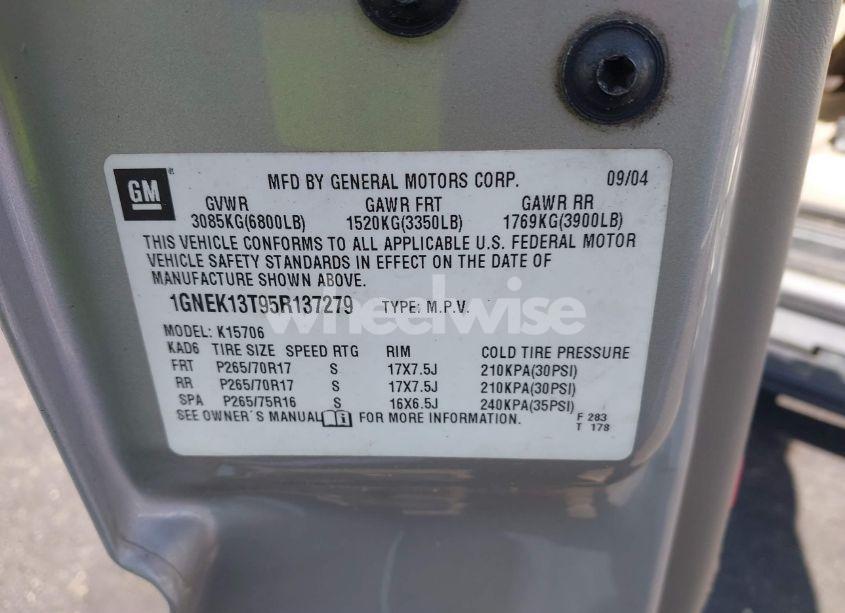 GM
MFD BY GENERAL MOTORS CORP. 09/04
GVWR GAWR FRT GAWR RR
3085KG(6800LB) 1520KG(3350LB) 1769KG(3900LB)
THIS VEHICLE CONFORMS TO ALL APPLICABLE U.S. FEDERAL MOTOR
VEHICLE SAFETY STANDARDS IN EFFECT ON THE DATE OF
MANUFACTURE SHOWN ABOVE.
1GNEK13T95R137279 TYPE: M.P.V.
wheelwise
MODEL: K15706
KAD6 TIRE SIZE SPEED RTG RIM COLD TIRE PRESSURE
FRT P265/70R17 S 17X7.5J 210KPA(30PSI)
RR P265/70R17 S 17X7.5J 210KPA(30PSI)
SPA P265/75R16 S 16X6.5J 240KPA(35PSI)
SEE OWNER'S MANUAL FOR MORE INFORMATION. F 283
T 178